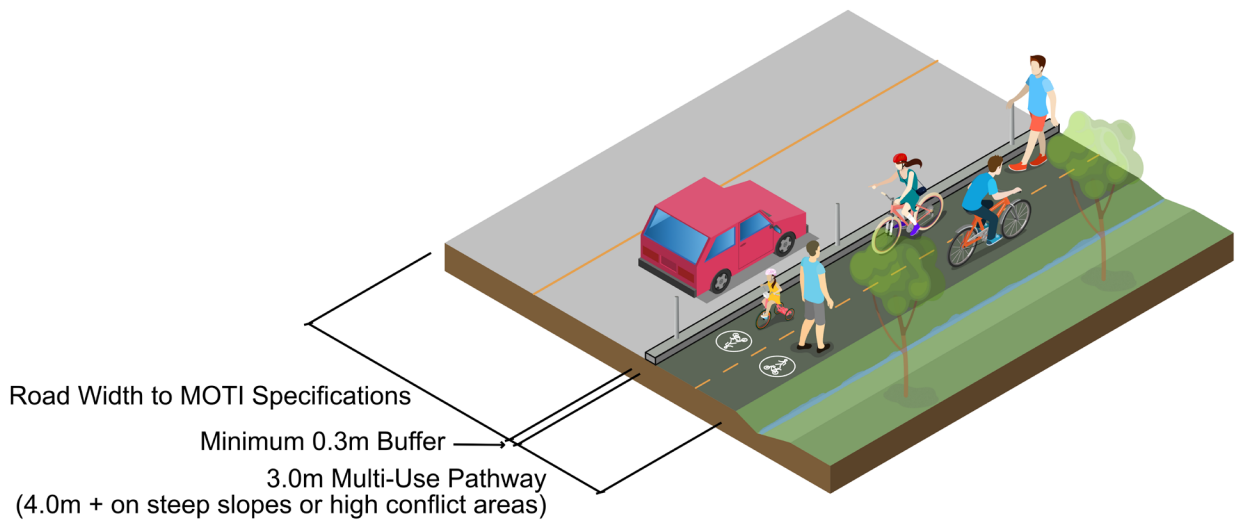 Road Width to MOTI Specifications
Minimum 0.3m Buffer
3.0m Multi-Use Pathway
(4.0m + on steep slopes or high conflict areas)